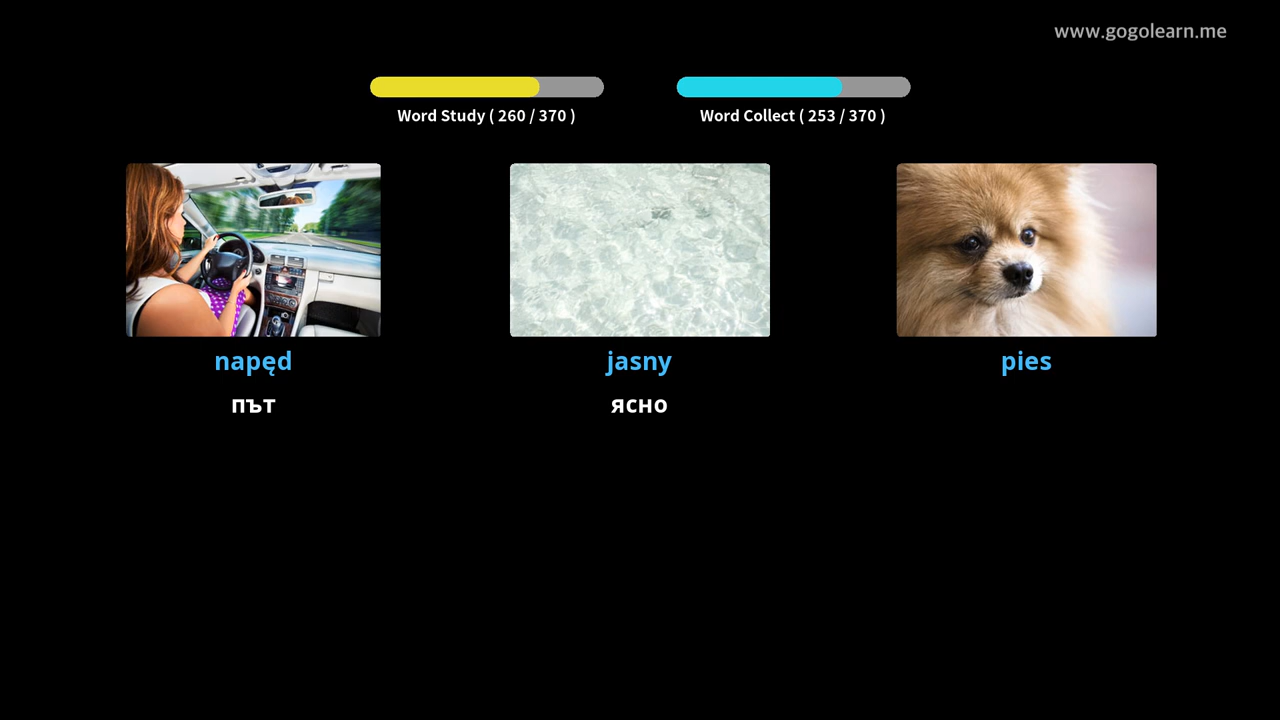 www.gogolearn.me
Word Study ( 260 / 370 )
Word Collect ( 253 / 370 )
napęd
jasny
pies
път
ясно